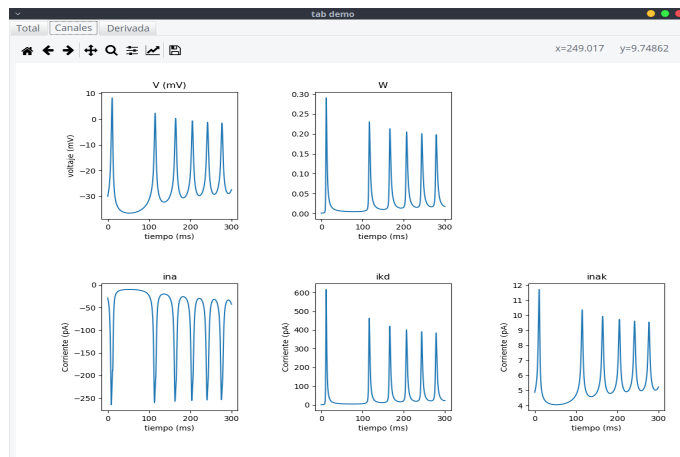 tab demo
Total Canales Derivada
x=249.017 y=9.74862
V (mV)
voltaje (mV)
10
0
−10
−20
−30
0 100 200 300
tiempo (ms)
W
0.30
0.25
0.20
0.15
0.10
0.05
0.00
0 100 200 300
tiempo (ms)
ina
Corriente (pA)
0
−50
−100
−150
−200
−250
0 100 200 300
tiempo (ms)
ikd
Corriente (pA)
600
500
400
300
200
100
0
0 100 200 300
tiempo (ms)
inak
Corriente (pA)
12
11
10
9
8
7
6
5
4
0 100 200 300
tiempo (ms)